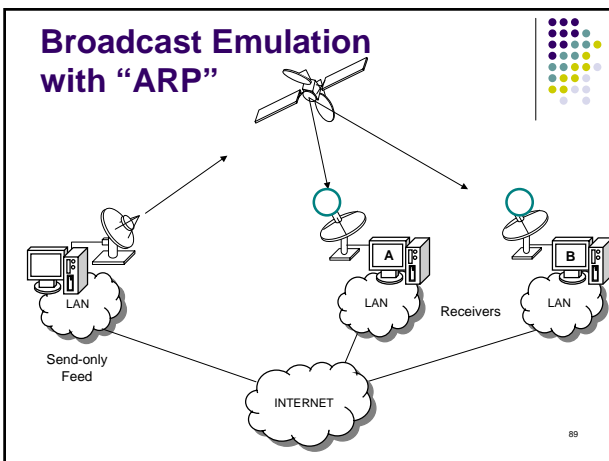 Broadcast Emulation
with “ARP”
A
B
LAN
LAN
Receivers
LAN
Send-only
Feed
INTERNET
89